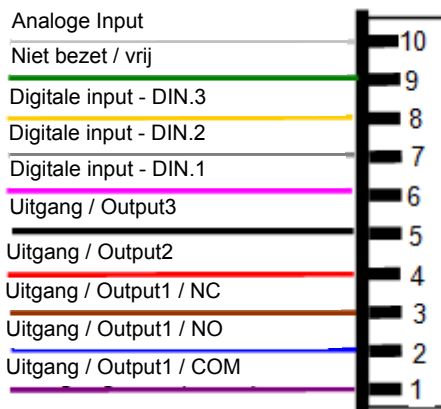 Analoge Input
10
Niet bezet / vrij
9
Digitale input - DIN.3
8
Digitale input - DIN.2
7
Digitale input - DIN.1
6
Uitgang / Output3
5
Uitgang / Output2
4
Uitgang / Output1 / NC
3
Uitgang / Output1 / NO
2
Uitgang / Output1 / COM
1